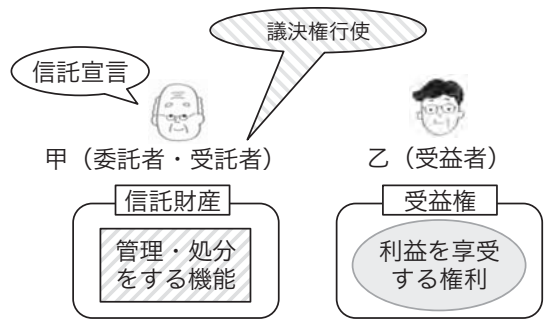 議決権行使
信託宣言
甲（委託者・受託者）
乙（受益者）
信託財産
受益権
管理・処分
をする機能
利益を享受
する権利